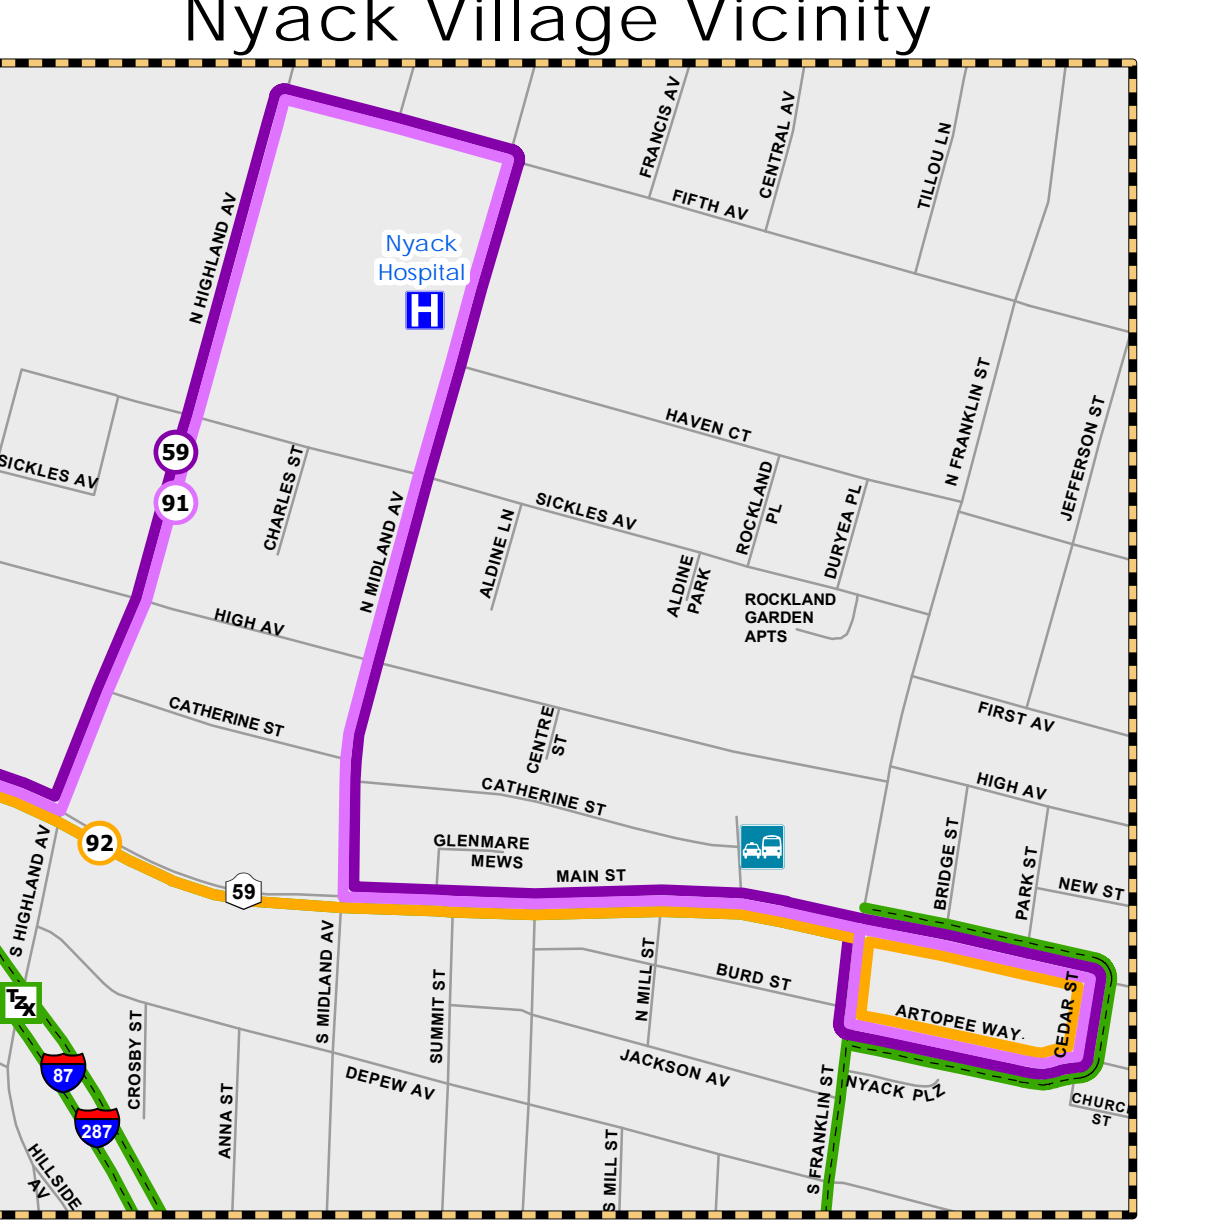 Nyack Village Vicinity
FRANCIS AV
CENTRAL AV
TILLOU LN
FIFTH AV
N HIGHLAND AV
Nyack
Hospital
H
N FRANKLIN ST
JEFFERSON ST
HAVEN CT
SICKLES AV
59
91
CHARLES ST
N MIDLAND AV
ALDINE LN
SICKLES AV
ROCKLAND
PL
DURYEA PL
ALDINE
PARK
ROCKLAND
GARDEN
APTS
HIGH AV
CATHERINE ST
CENTRE
ST
FIRST AV
HIGH AV
CATHERINE ST
GLENMARE
MEWS
MAIN ST
92
59
S HIGHLAND AV
BRIDGE ST
PARK ST
NEW ST
S MIDLAND AV
SUMMIT ST
N MILL ST
BURD ST
ARTOPEE WAY.
CEDAR ST
TZx
CROSBY ST
87
287
ANNA ST
DEPEW AV
JACKSON AV
NYACK PLZ
CHURC
ST
S FRANKLIN ST
S MILL ST
HILLSIDE
AV